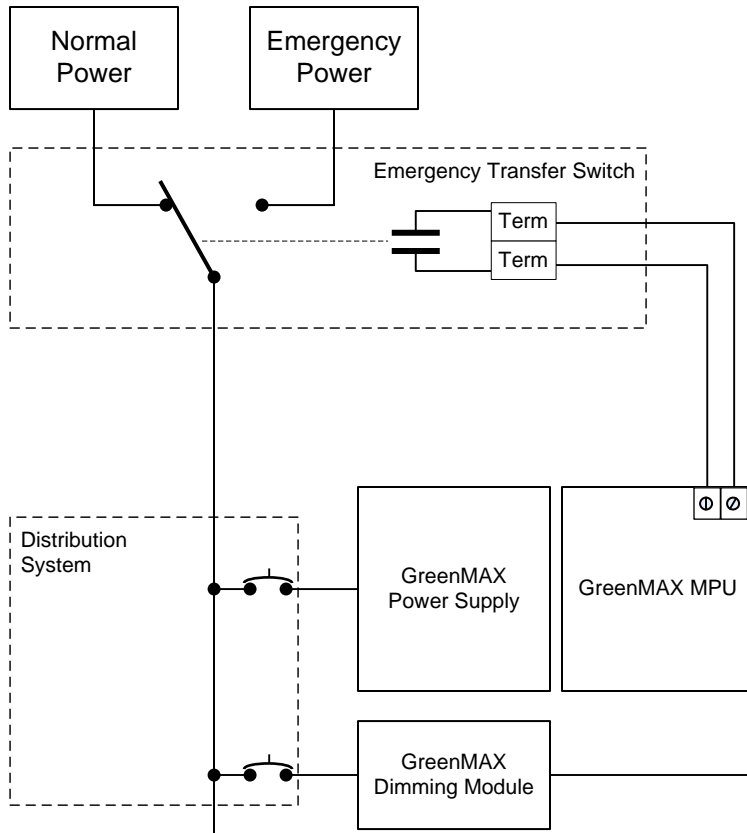 Normal
Power
Emergency
Power
Emergency Transfer Switch
Term
Term
Distribution
System
GreenMAX
Power Supply
GreenMAX MPU
GreenMAX
Dimming Module